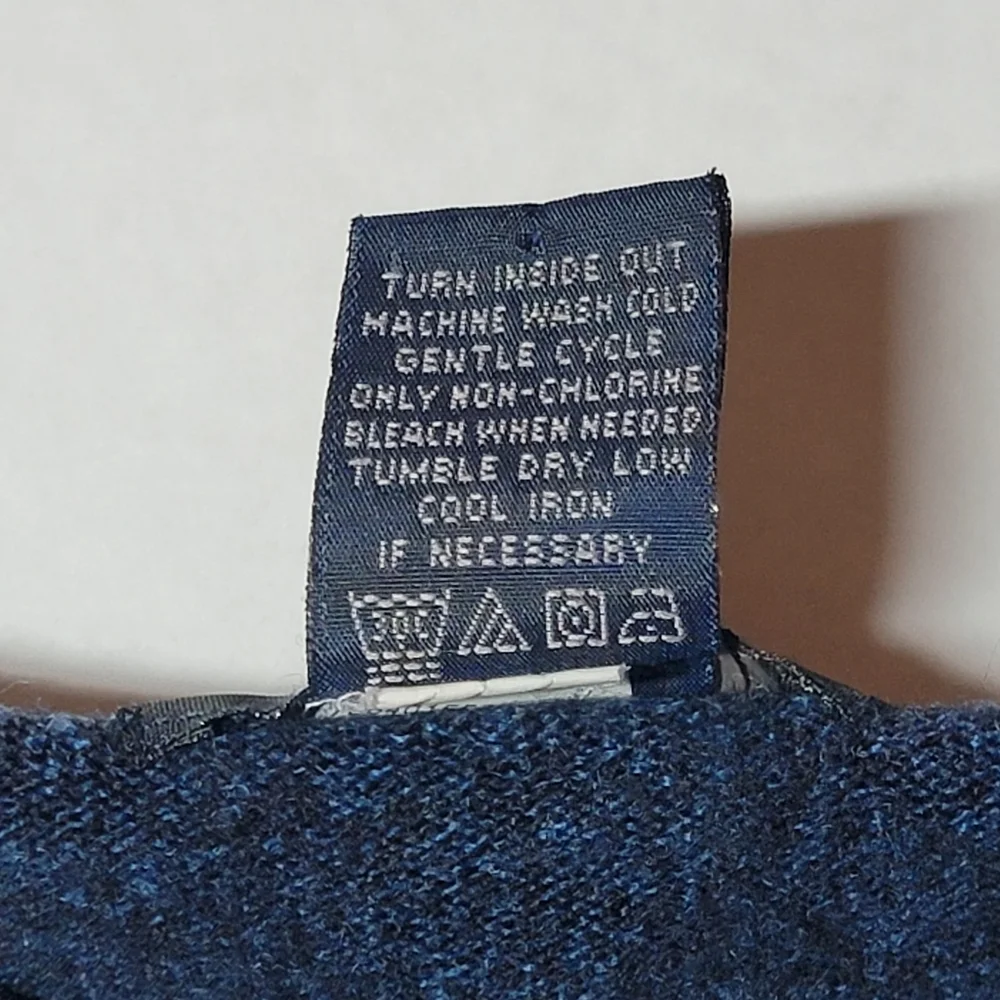 TURN INSIDE OUT
MACHINE WASH COLD
GENTLE CYCLE
ONLY NON-CHLORINE
BLEACH WHEN NEEDED
TUMBLE DRY LOW
COOL IRON
IF NECESSARY
30C